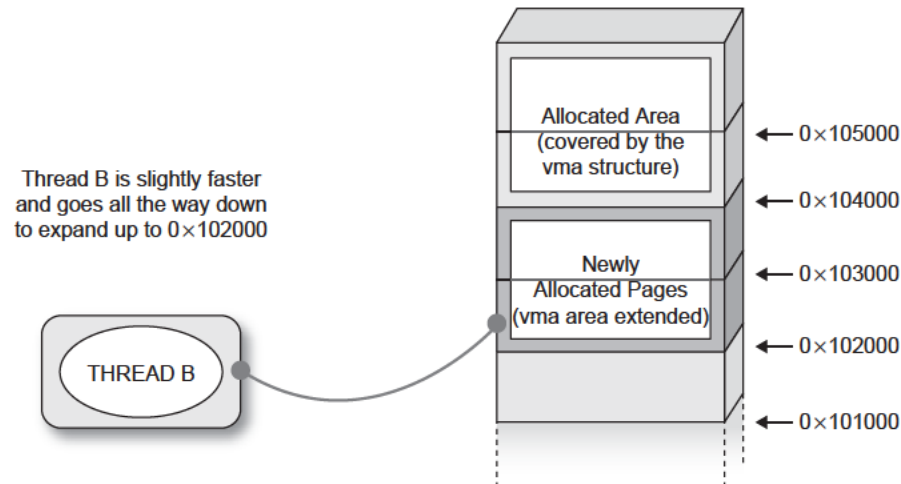 Allocated Area
(covered by the
vma structure)
0×105000
0×104000
Thread B is slightly faster
and goes all the way down
to expand up to 0×102000
Newly
Allocated Pages
(vma area extended)
0×103000
0×102000
THREAD B
0×101000